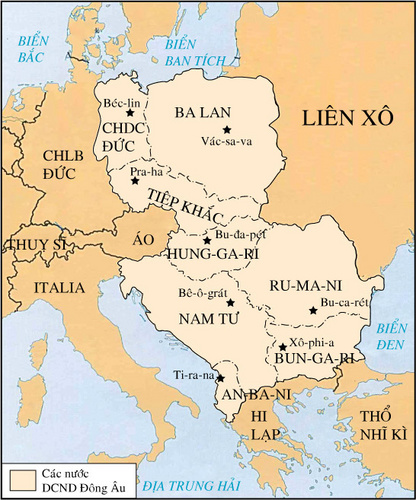 BIỂN
BẮC
BIỂN
BAN TÍCH
Béc-lin
CHDC
ĐỨC
BA LAN
Vác-sa-va
LIÊN XÔ
CHLB
ĐỨC
Pra-ha
TIỆP KHẮC
THUỴ SĨ
ÁO
Bu-đa-pét
HUNG-GA-RI
ITALIA
RU-MA-NI
Bu-ca-rét
Bê-ô-grát
NAM TƯ
BIỂN
ĐEN
Xô-phi-a
BUN-GA-RI
Ti-ra-na
AN-BA-NI
HI
LẠP
THỔ
NHĨ KÌ
Các nước
DCND Đông Âu
ĐỊA TRUNG HẢI